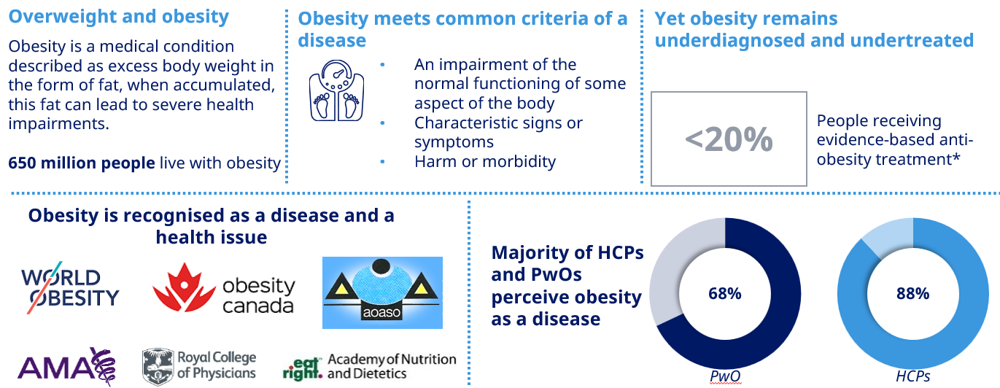 Overweight and obesity
Obesity is a medical condition
described as excess body weight in
the form of fat, when accumulated,
this fat can lead to severe health
impairments.
650 million people live with obesity
Obesity meets common criteria of a
disease
• An impairment of the
normal functioning of some
aspect of the body
• Characteristic signs or
symptoms
• Harm or morbidity
Yet obesity remains
underdiagnosed and undertreated
<20%
People receiving
evidence-based anti-
obesity treatment*
Obesity is recognised as a disease and a
health issue
WORLD
OBESITY
obesity
canada
aoaso
AMA
Royal College
of Physicians
eat
right.
Academy of Nutrition
and Dietetics
Majority of HCPs
and PwOs
perceive obesity
as a disease
68%
PwO
88%
HCPs